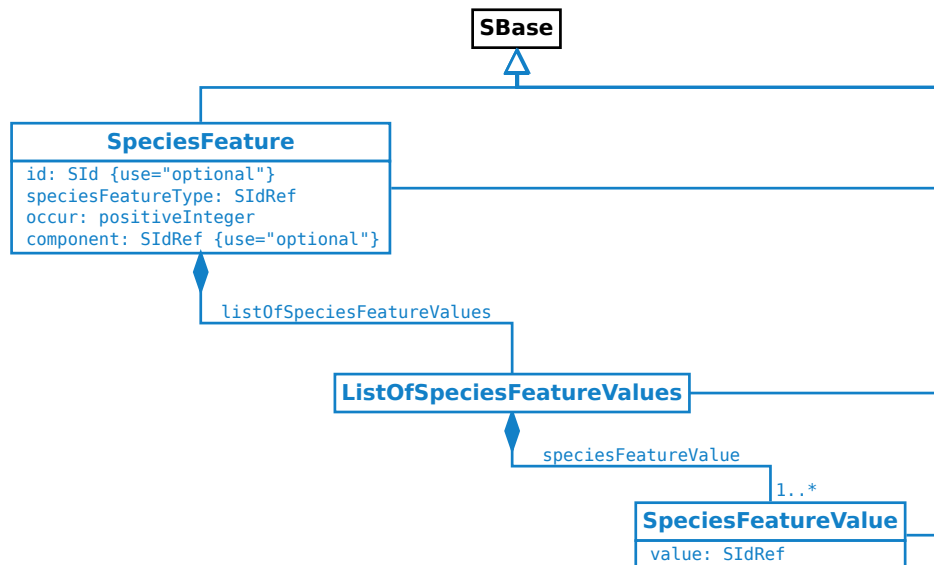 SBase
SpeciesFeature
id: SId {use="optional"}
speciesFeatureType: SIdRef
occur: positiveInteger
component: SIdRef {use="optional"}
listOfSpeciesFeatureValues
ListOfSpeciesFeatureValues
speciesFeatureValue
1..*
SpeciesFeatureValue
value: SIdRef